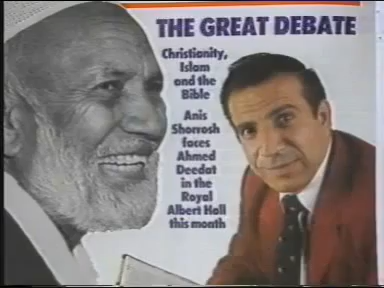 THE GREAT DEBATE
Christianity,
Islam
and the
Bible
Anis
Shorrosh
faces
Ahmed
Deedat
in the
Royal
Albert Hall
this month